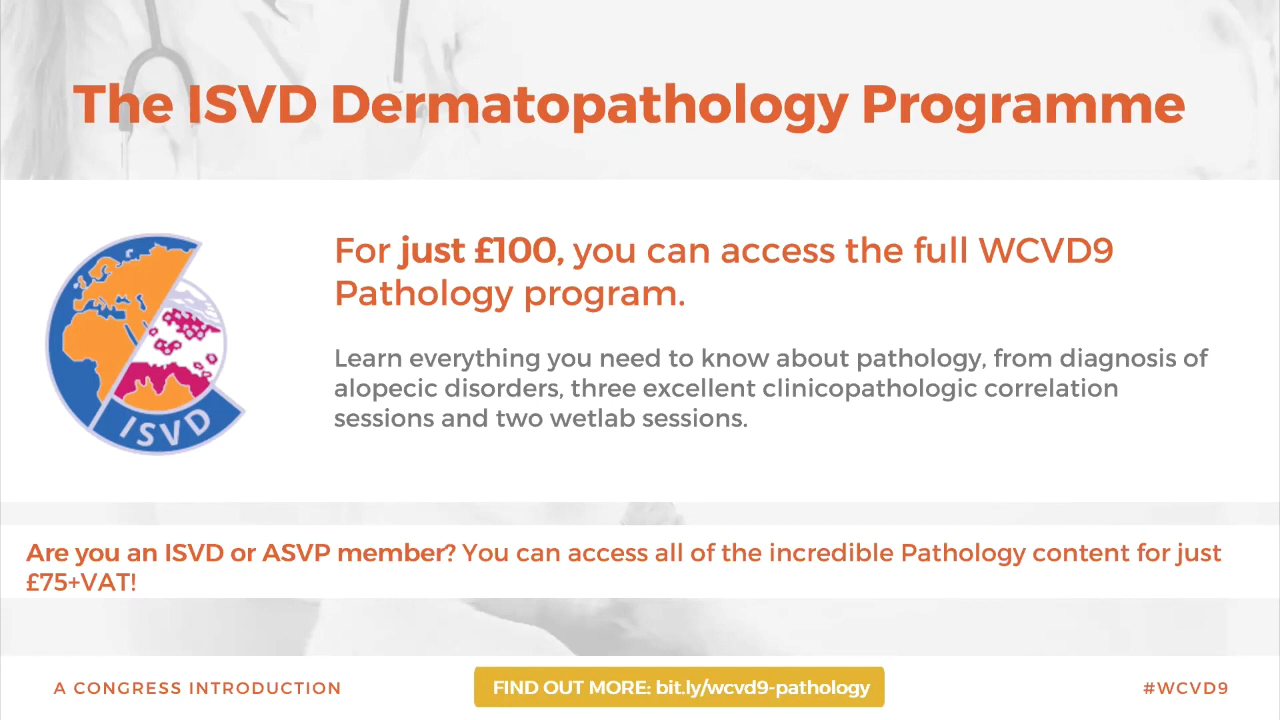 The ISVD Dermatopathology Programme
For just £100, you can access the full WCVD9
Pathology program.
Learn everything you need to know about pathology, from diagnosis of
alopecic disorders, three excellent clinicopathologic correlation
sessions and two wetlab sessions.
ISVD
Are you an ISVD or ASVP member? You can access all of the incredible Pathology content for just
£75+VAT!
A CONGRESS INTRODUCTION
FIND OUT MORE: bit.ly/wcvd9-pathology
#WCVD9